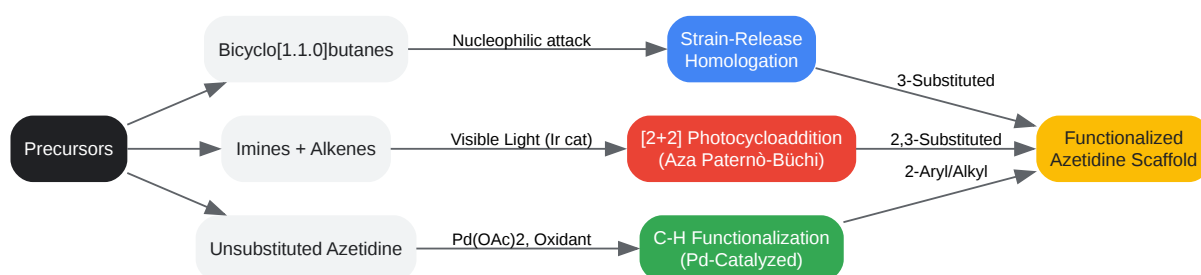 Precursors
Bicyclo[1.1.0]butanes
Nucleophilic attack
Strain-Release
Homologation
3-Substituted
Imines + Alkenes
Visible Light (Ir cat)
[2+2] Photocycloaddition
(Aza Paternò-Büchi)
2,3-Substituted
Functionalized
Azetidine Scaffold
Unsubstituted Azetidine
Pd(OAc)2, Oxidant
C-H Functionalization
(Pd-Catalyzed)
2-Aryl/Alkyl